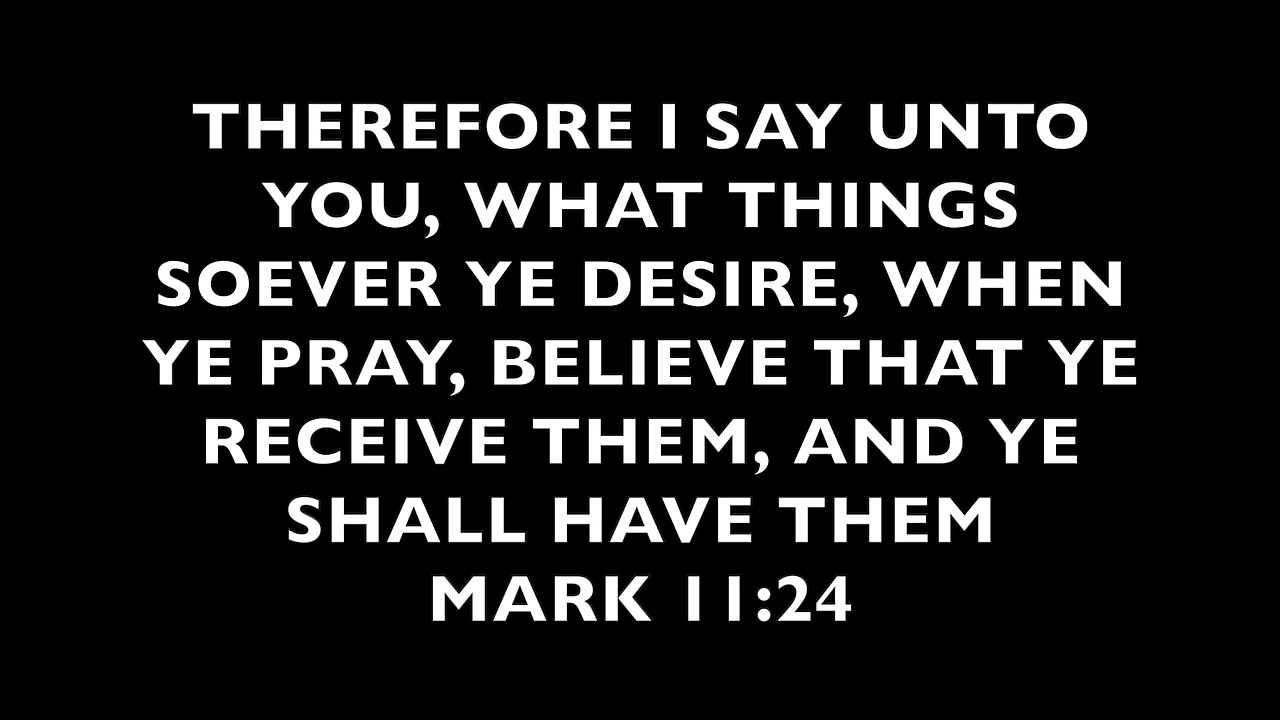 THEREFORE I SAY UNTO
YOU, WHAT THINGS
SOEVER YE DESIRE, WHEN
YE PRAY, BELIEVE THAT YE
RECEIVE THEM, AND YE
SHALL HAVE THEM
MARK 11:24